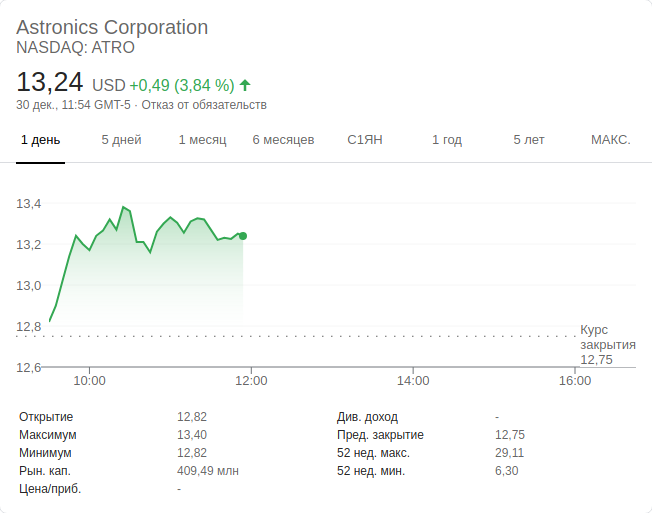 Astronics Corporation
NASDAQ: ATRO
13,24 USD +0,49 (3,84 %)
30 дек., 11:54 GMT-5 · Отказ от обязательств
1 день 5 дней 1 месяц 6 месяцев С1ЯН 1 год 5 лет МАКС.
13,4
13,2
13,0
12,8
Курс
закрытия
12,75
12,6
10:00 12:00 14:00 16:00
Открытие 12,82 Див. доход -
Максимум 13,40 Пред. закрытие 12,75
Минимум 12,82 52 нед. макс. 29,11
Рын. кап. 409,49 млн 52 нед. мин. 6,30
Цена/приб. -